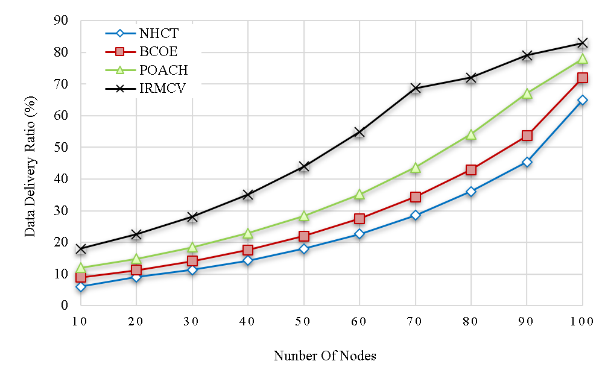 90
80
70
60
50
40
30
20
10
0
NHCT
BCOE
POACH
IRMCV
Data Delivery Ratio (%)
10 20 30 40 50 60 70 80 90 100
Nunber Of Nodes